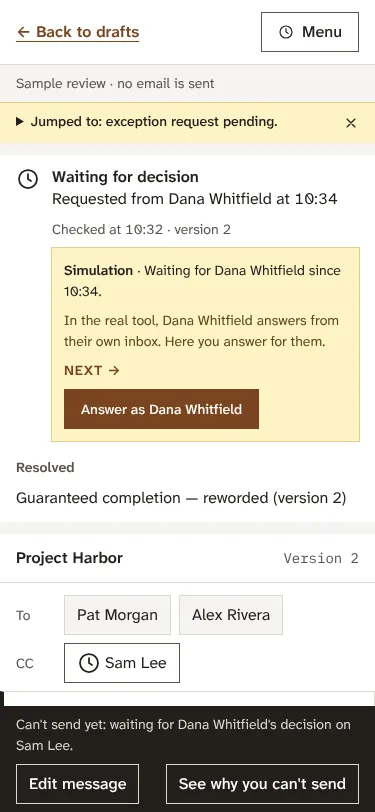 ← Back to drafts
Menu
Sample review · no email is sent
▶ Jumped to: exception request pending.
×
Waiting for decision
Requested from Dana Whitfield at 10:34
Checked at 10:32 · version 2
Simulation · Waiting for Dana Whitfield since
10:34.
In the real tool, Dana Whitfield answers from
their own inbox. Here you answer for them.
NEXT →
Answer as Dana Whitfield
Resolved
Guaranteed completion — reworded (version 2)
Project Harbor
Version 2
To
Pat Morgan
Alex Rivera
CC
Sam Lee
Can't send yet: waiting for Dana Whitfield's decision on
Sam Lee.
Edit message
See why you can't send